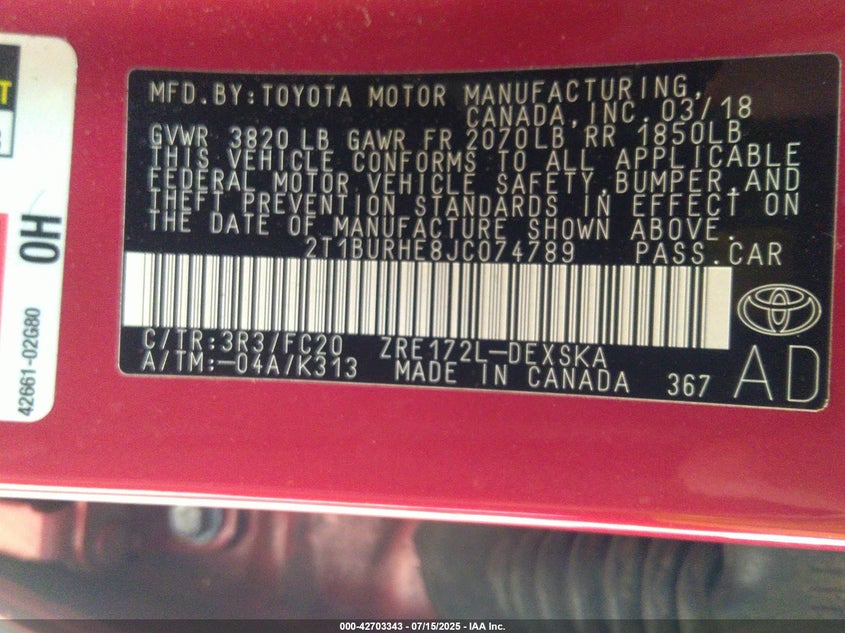 MFD.BY:TOYOTA MOTOR MANUFACTURING,
CANADA,INC. 03/18
GVWR 3820 LB GAWR FR 2070LB RR 1850LB
THIS VEHICLE CONFORMS TO ALL APPLICABLE
FEDERAL MOTOR VEHICLE SAFETY,BUMPER,AND
THEFT PREVENTION STANDARDS IN EFFECT ON
THE DATE OF MANUFACTURE SHOWN ABOVE.
2T1BURHE8JC074789 PASS.CAR
C/TR:3R3/FC20 ZRE172L-DEXSKA
A/TM:-04A/K313 MADE IN CANADA 367
AD
OH
42661-02G80
000-42703343 - 07/15/2025 - IAA Inc.